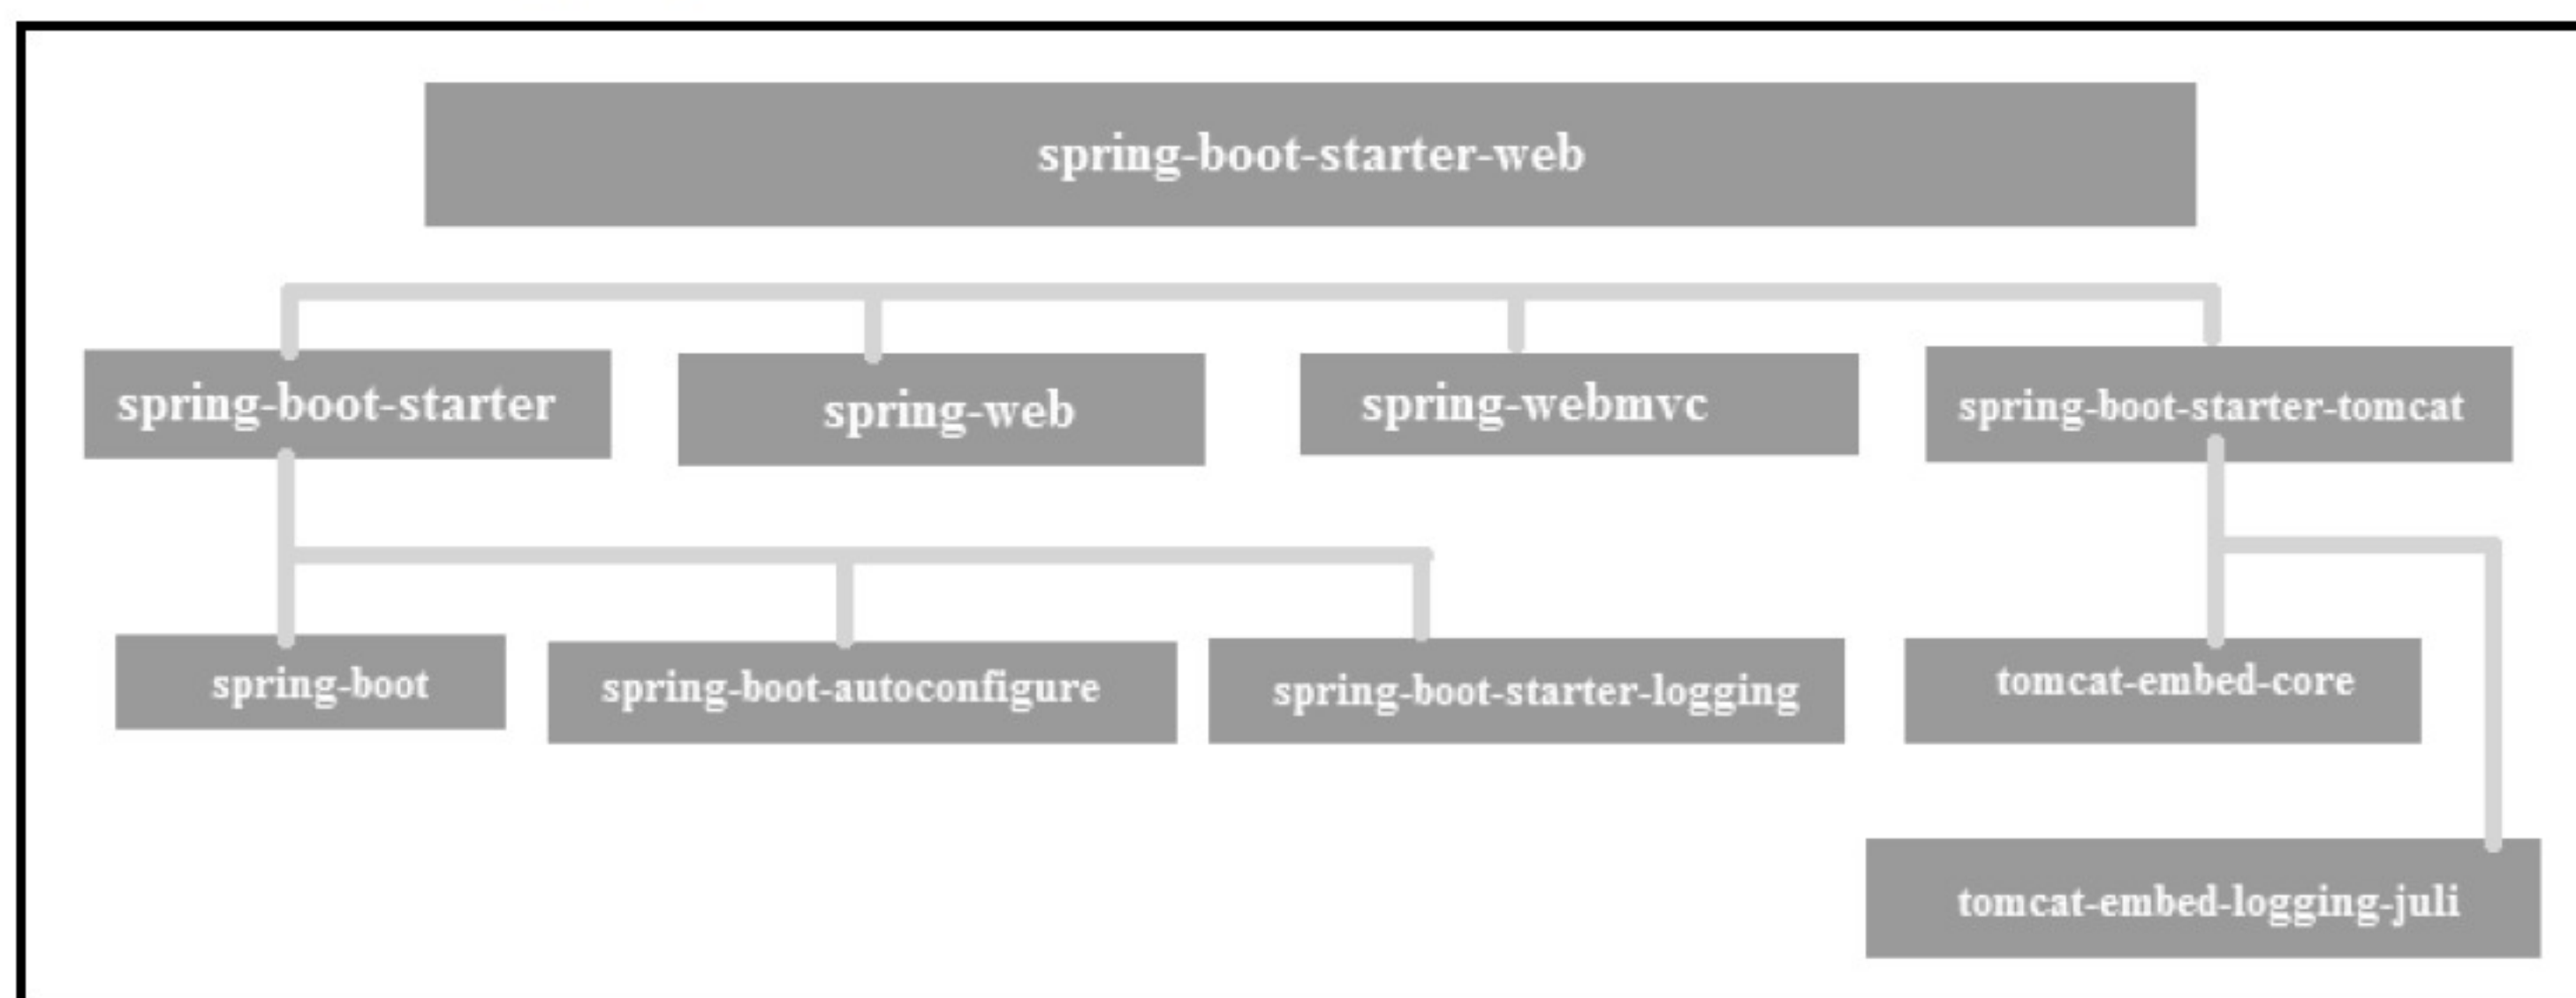 spring-boot-starter-web
spring-boot-starter
spring-web
spring-webmvc
spring-boot-starter-tomcat
spring-boot
spring-boot-autoconfigure
spring-boot-starter-logging
tomcat-embed-core
tomcat-embed-logging-juli